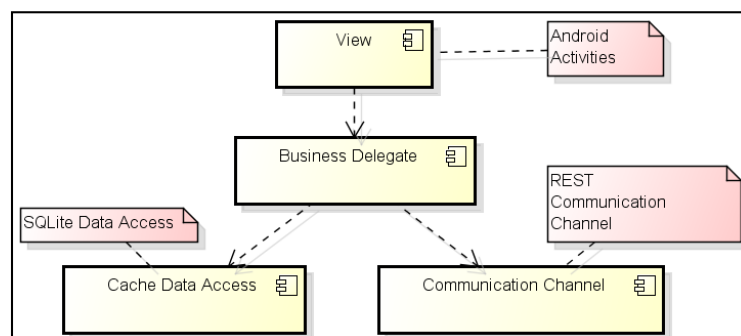 View
Android
Activities
Business Delegate
REST
Communication
Channel
SQLite Data Access
Cache Data Access
Communication Channel